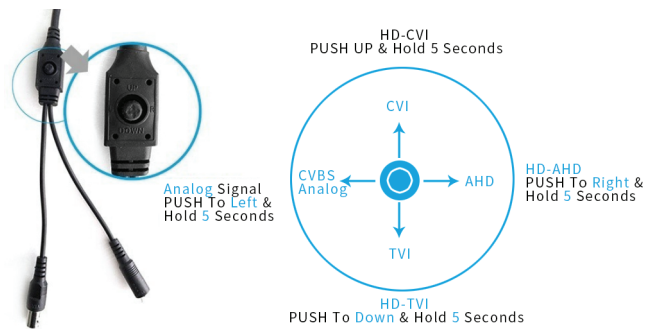 HD-CVI
PUSH UP & Hold 5 Seconds
UP
DOWN
CVI
CVBS
Analog
AHD
TVI
Analog Signal
PUSH To Left &
Hold 5 Seconds
HD-AHD
PUSH To Right &
Hold 5 Seconds
HD-TVI
PUSH To Down & Hold 5 Seconds